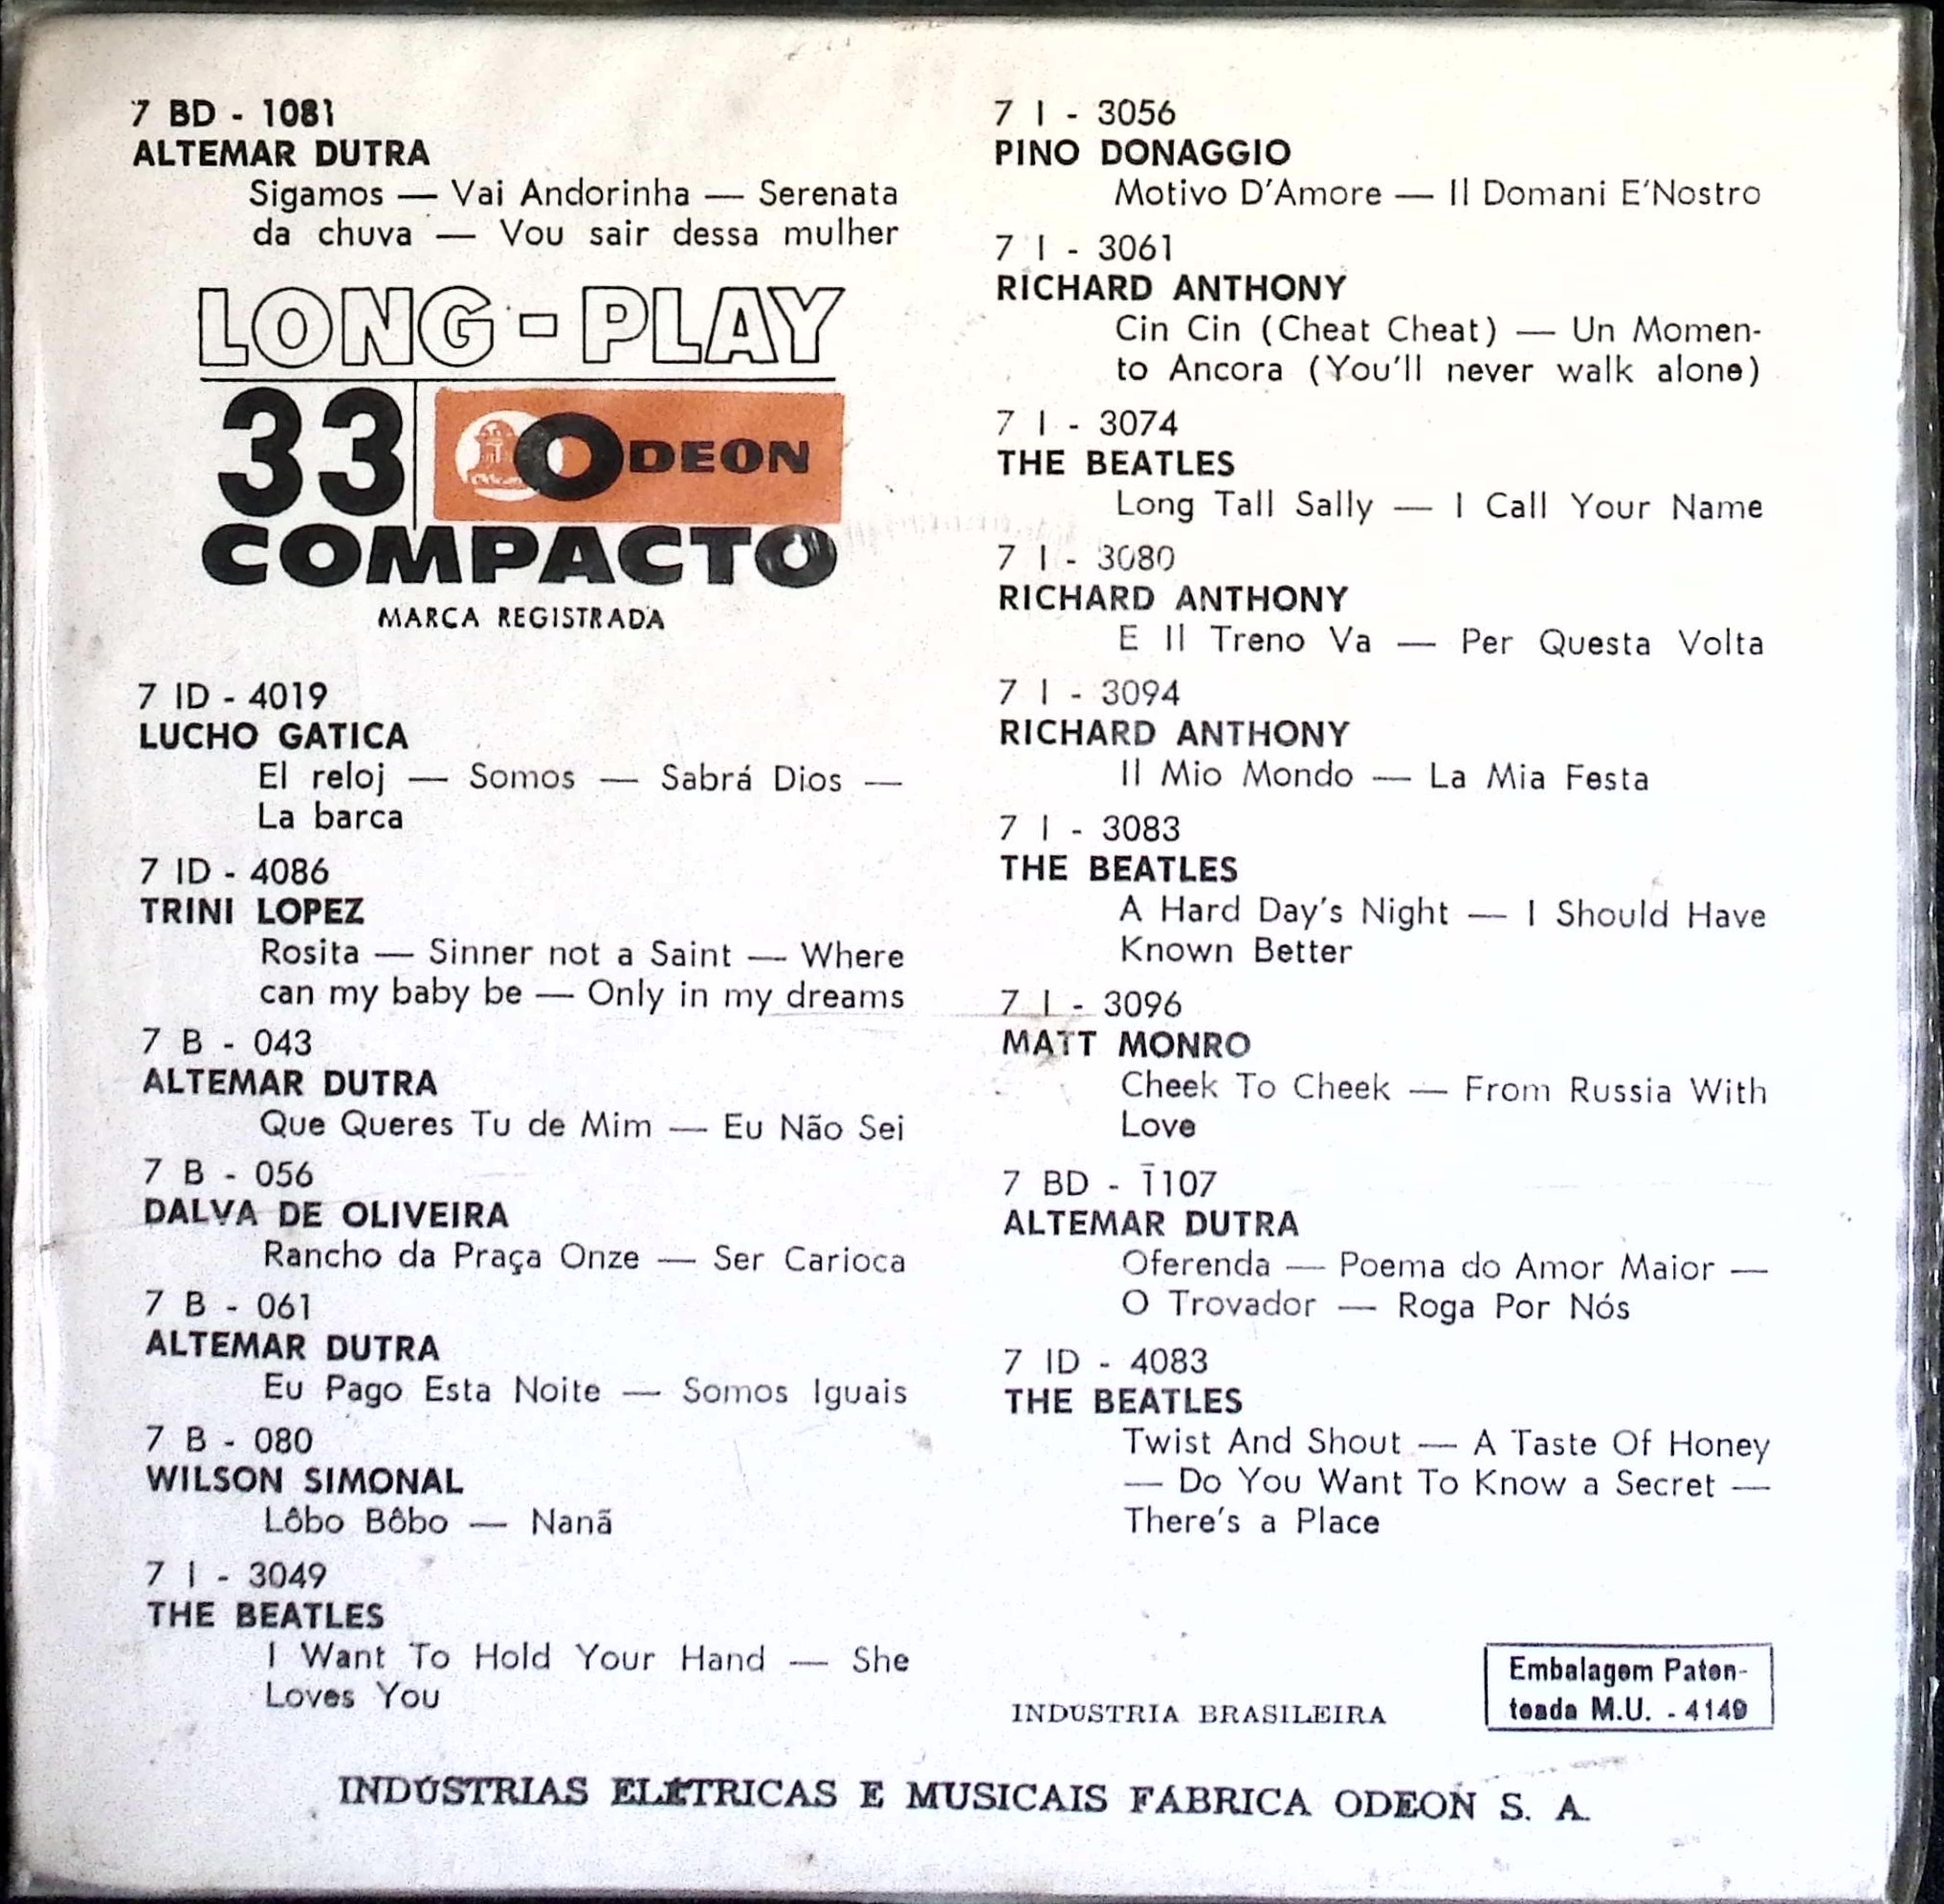 7 BD - 1081
ALTEMAR DUTRA
Sigamos — Vai Andorinha — Serenata
da chuva — Vou sair dessa mulher
LONG-PLAY
33 ODEON
COMPACTO
MARCA REGISTRADA
7 ID - 4019
LUCHO GATICA
El reloj — Somos — Sabrá Dios —
La barca
7 ID - 4086
TRINI LOPEZ
Rosita — Sinner not a Saint — Where
can my baby be — Only in my dreams
7 B - 043
ALTEMAR DUTRA
Que Queres Tu de Mim — Eu Não Sei
7 B - 056
DALVA DE OLIVEIRA
Rancho da Praça Onze — Ser Carioca
7 B - 061
ALTEMAR DUTRA
Eu Pago Esta Noite — Somos Iguais
7 B - 080
WILSON SIMONAL
Lôbo Bôbo — Nanã
7 I - 3049
THE BEATLES
I Want To Hold Your Hand — She
Loves You
7 I - 3056
PINO DONAGGIO
Motivo D'Amore — Il Domani E'Nostro
7 I - 3061
RICHARD ANTHONY
Cin Cin (Cheat Cheat) — Un Momen-
to Ancora (You'll never walk alone)
7 I - 3074
THE BEATLES
Long Tall Sally — I Call Your Name
7 I - 3080
RICHARD ANTHONY
E Il Treno Va — Per Questa Volta
7 I - 3094
RICHARD ANTHONY
Il Mio Mondo — La Mia Festa
7 I - 3083
THE BEATLES
A Hard Day's Night — I Should Have
Known Better
7 I - 3096
MATT MONRO
Cheek To Cheek — From Russia With
Love
7 BD - 1107
ALTEMAR DUTRA
Oferenda — Poema do Amor Maior —
O Trovador — Roga Por Nós
7 ID - 4083
THE BEATLES
Twist And Shout — A Taste Of Honey
— Do You Want To Know a Secret —
There's a Place
INDÚSTRIA BRASILEIRA
Embalagem Paten-
teada M.U. - 4149
INDÚSTRIAS ELÉTRICAS E MUSICAIS FÁBRICA ODEON S. A.